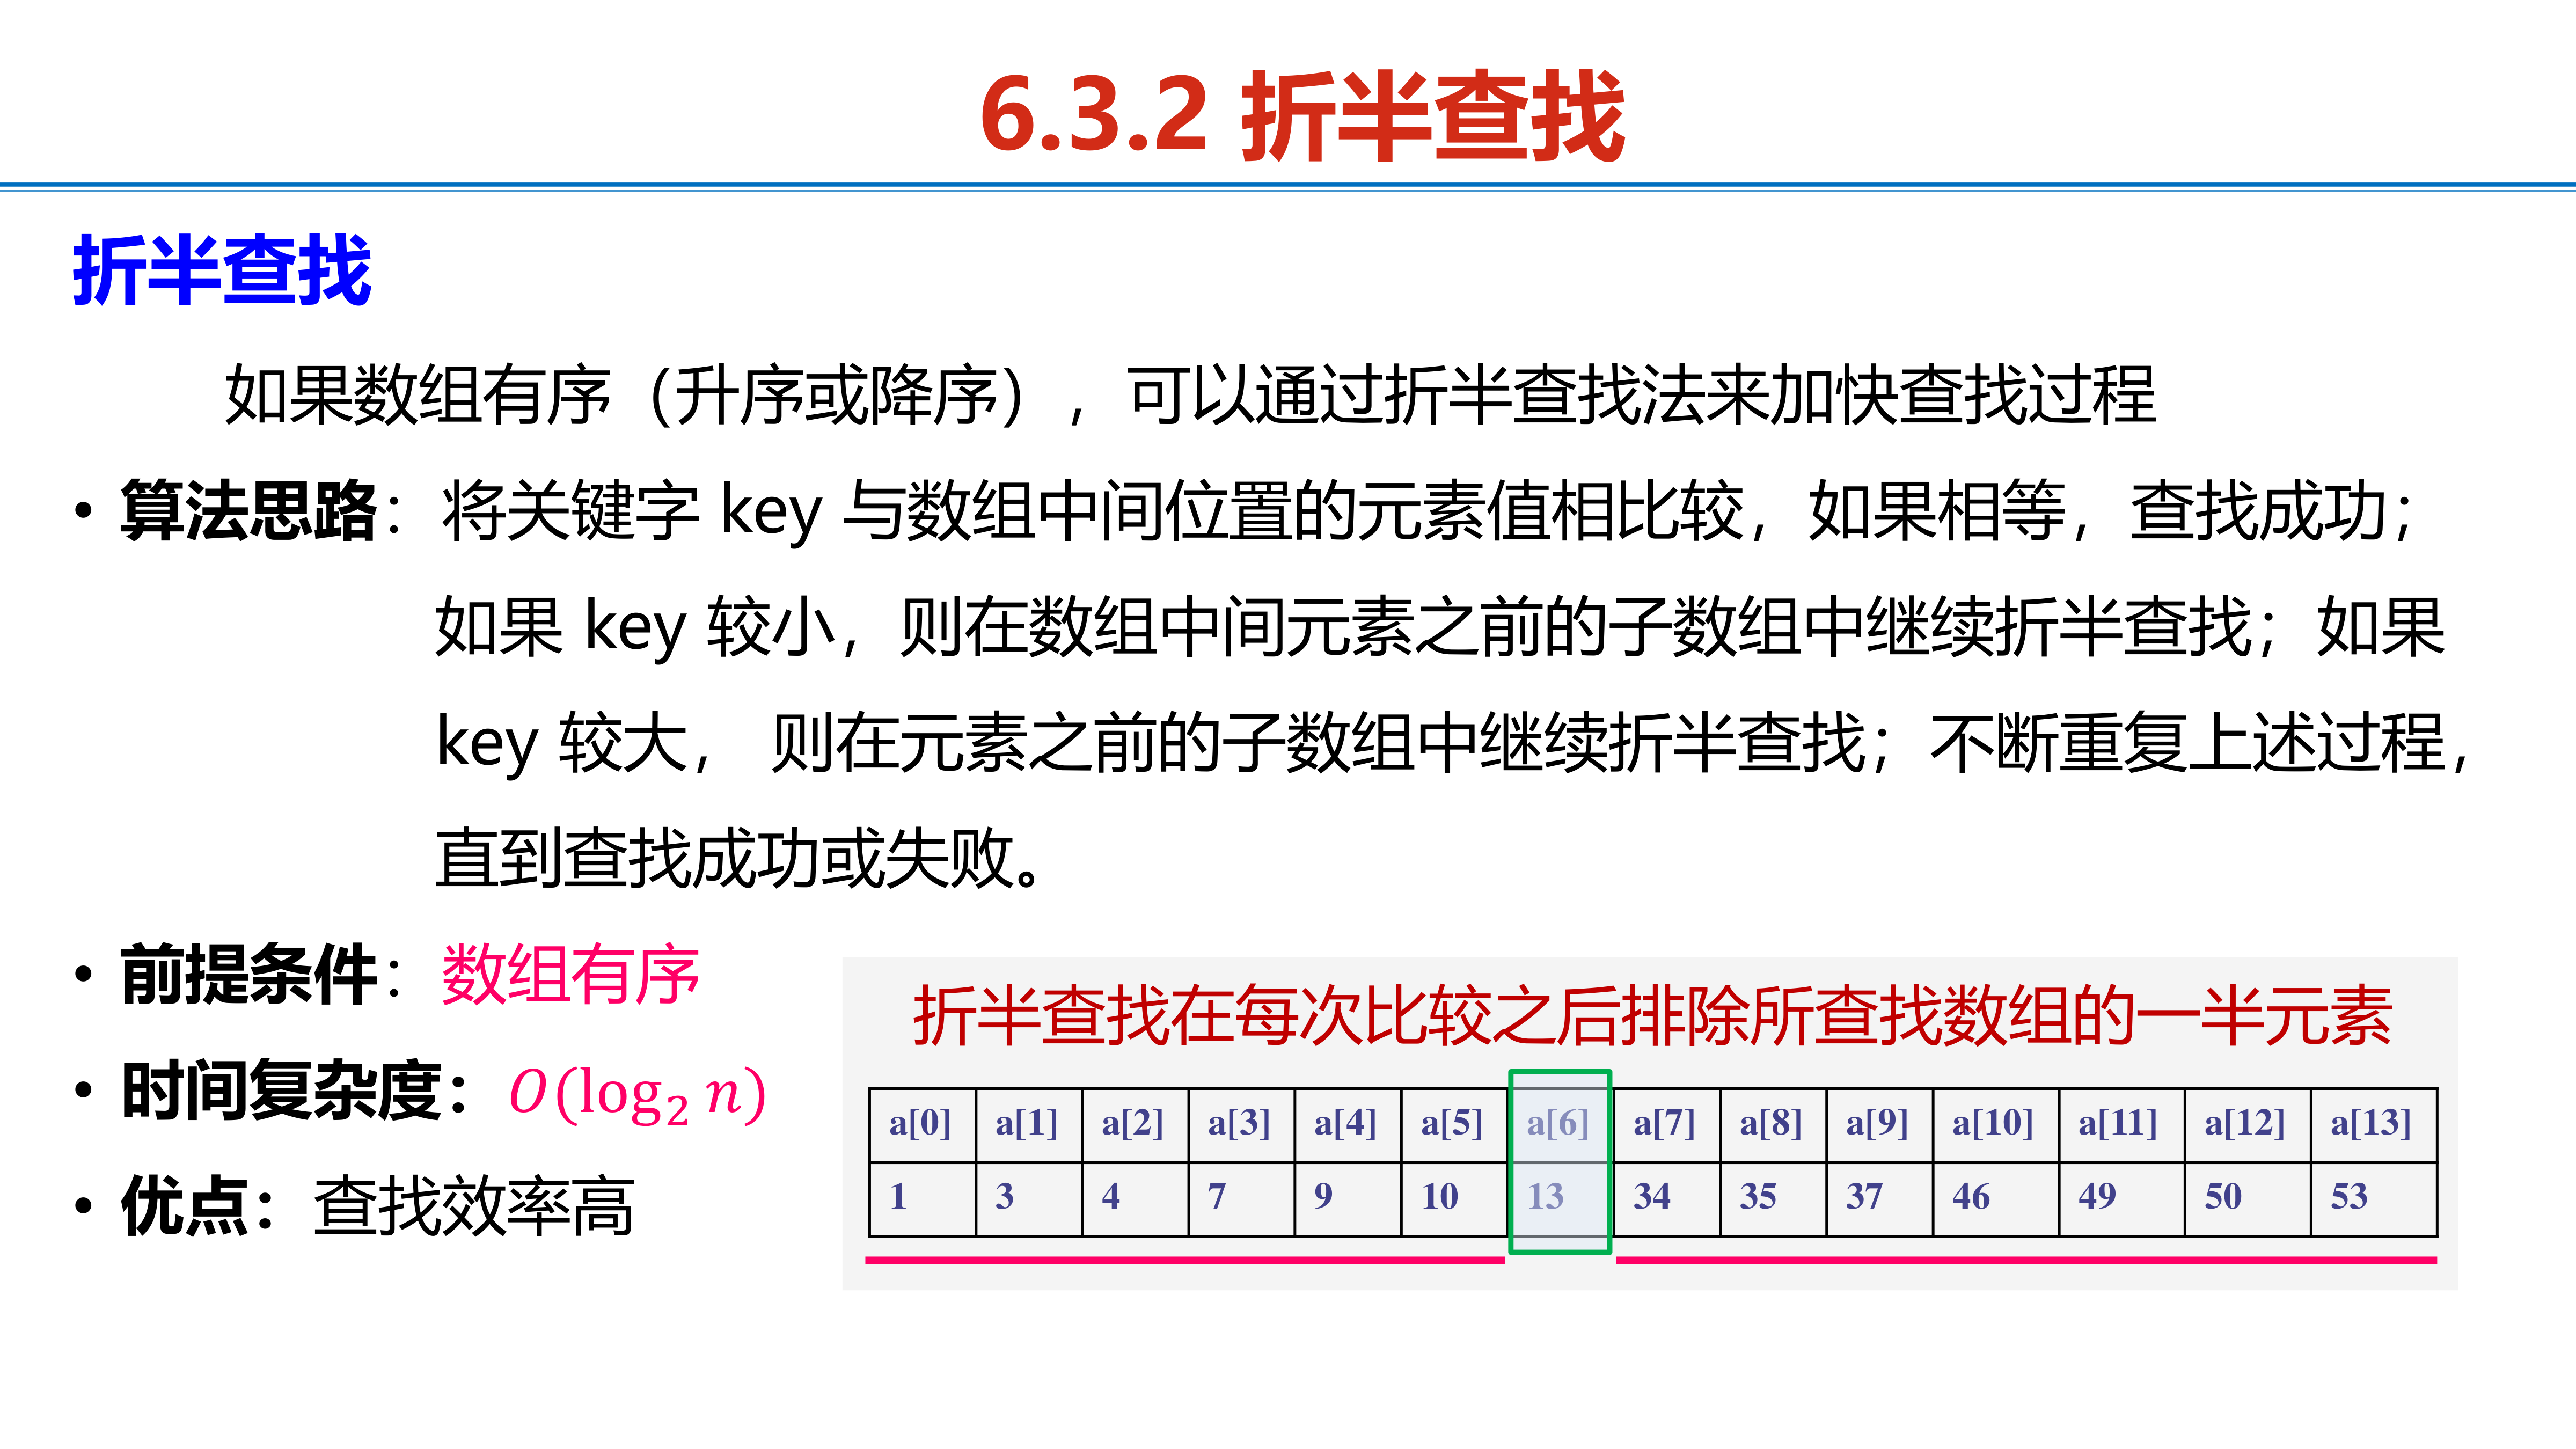 6.3.2 折半查找
折半查找
如果数组有序（升序或降序），可以通过折半查找法来加快查找过程
• 算法思路：将关键字 key 与数组中间位置的元素值相比较，如果相等，查找成功；
如果 key 较小，则在数组中间元素之前的子数组中继续折半查找；如果
key 较大， 则在元素之前的子数组中继续折半查找；不断重复上述过程，
直到查找成功或失败。
• 前提条件：数组有序
• 时间复杂度：O(log₂ n)
• 优点：查找效率高
折半查找在每次比较之后排除所查找数组的一半元素
a[0] a[1] a[2] a[3] a[4] a[5] a[6] a[7] a[8] a[9] a[10] a[11] a[12] a[13]
1 3 4 7 9 10 13 34 35 37 46 49 50 53